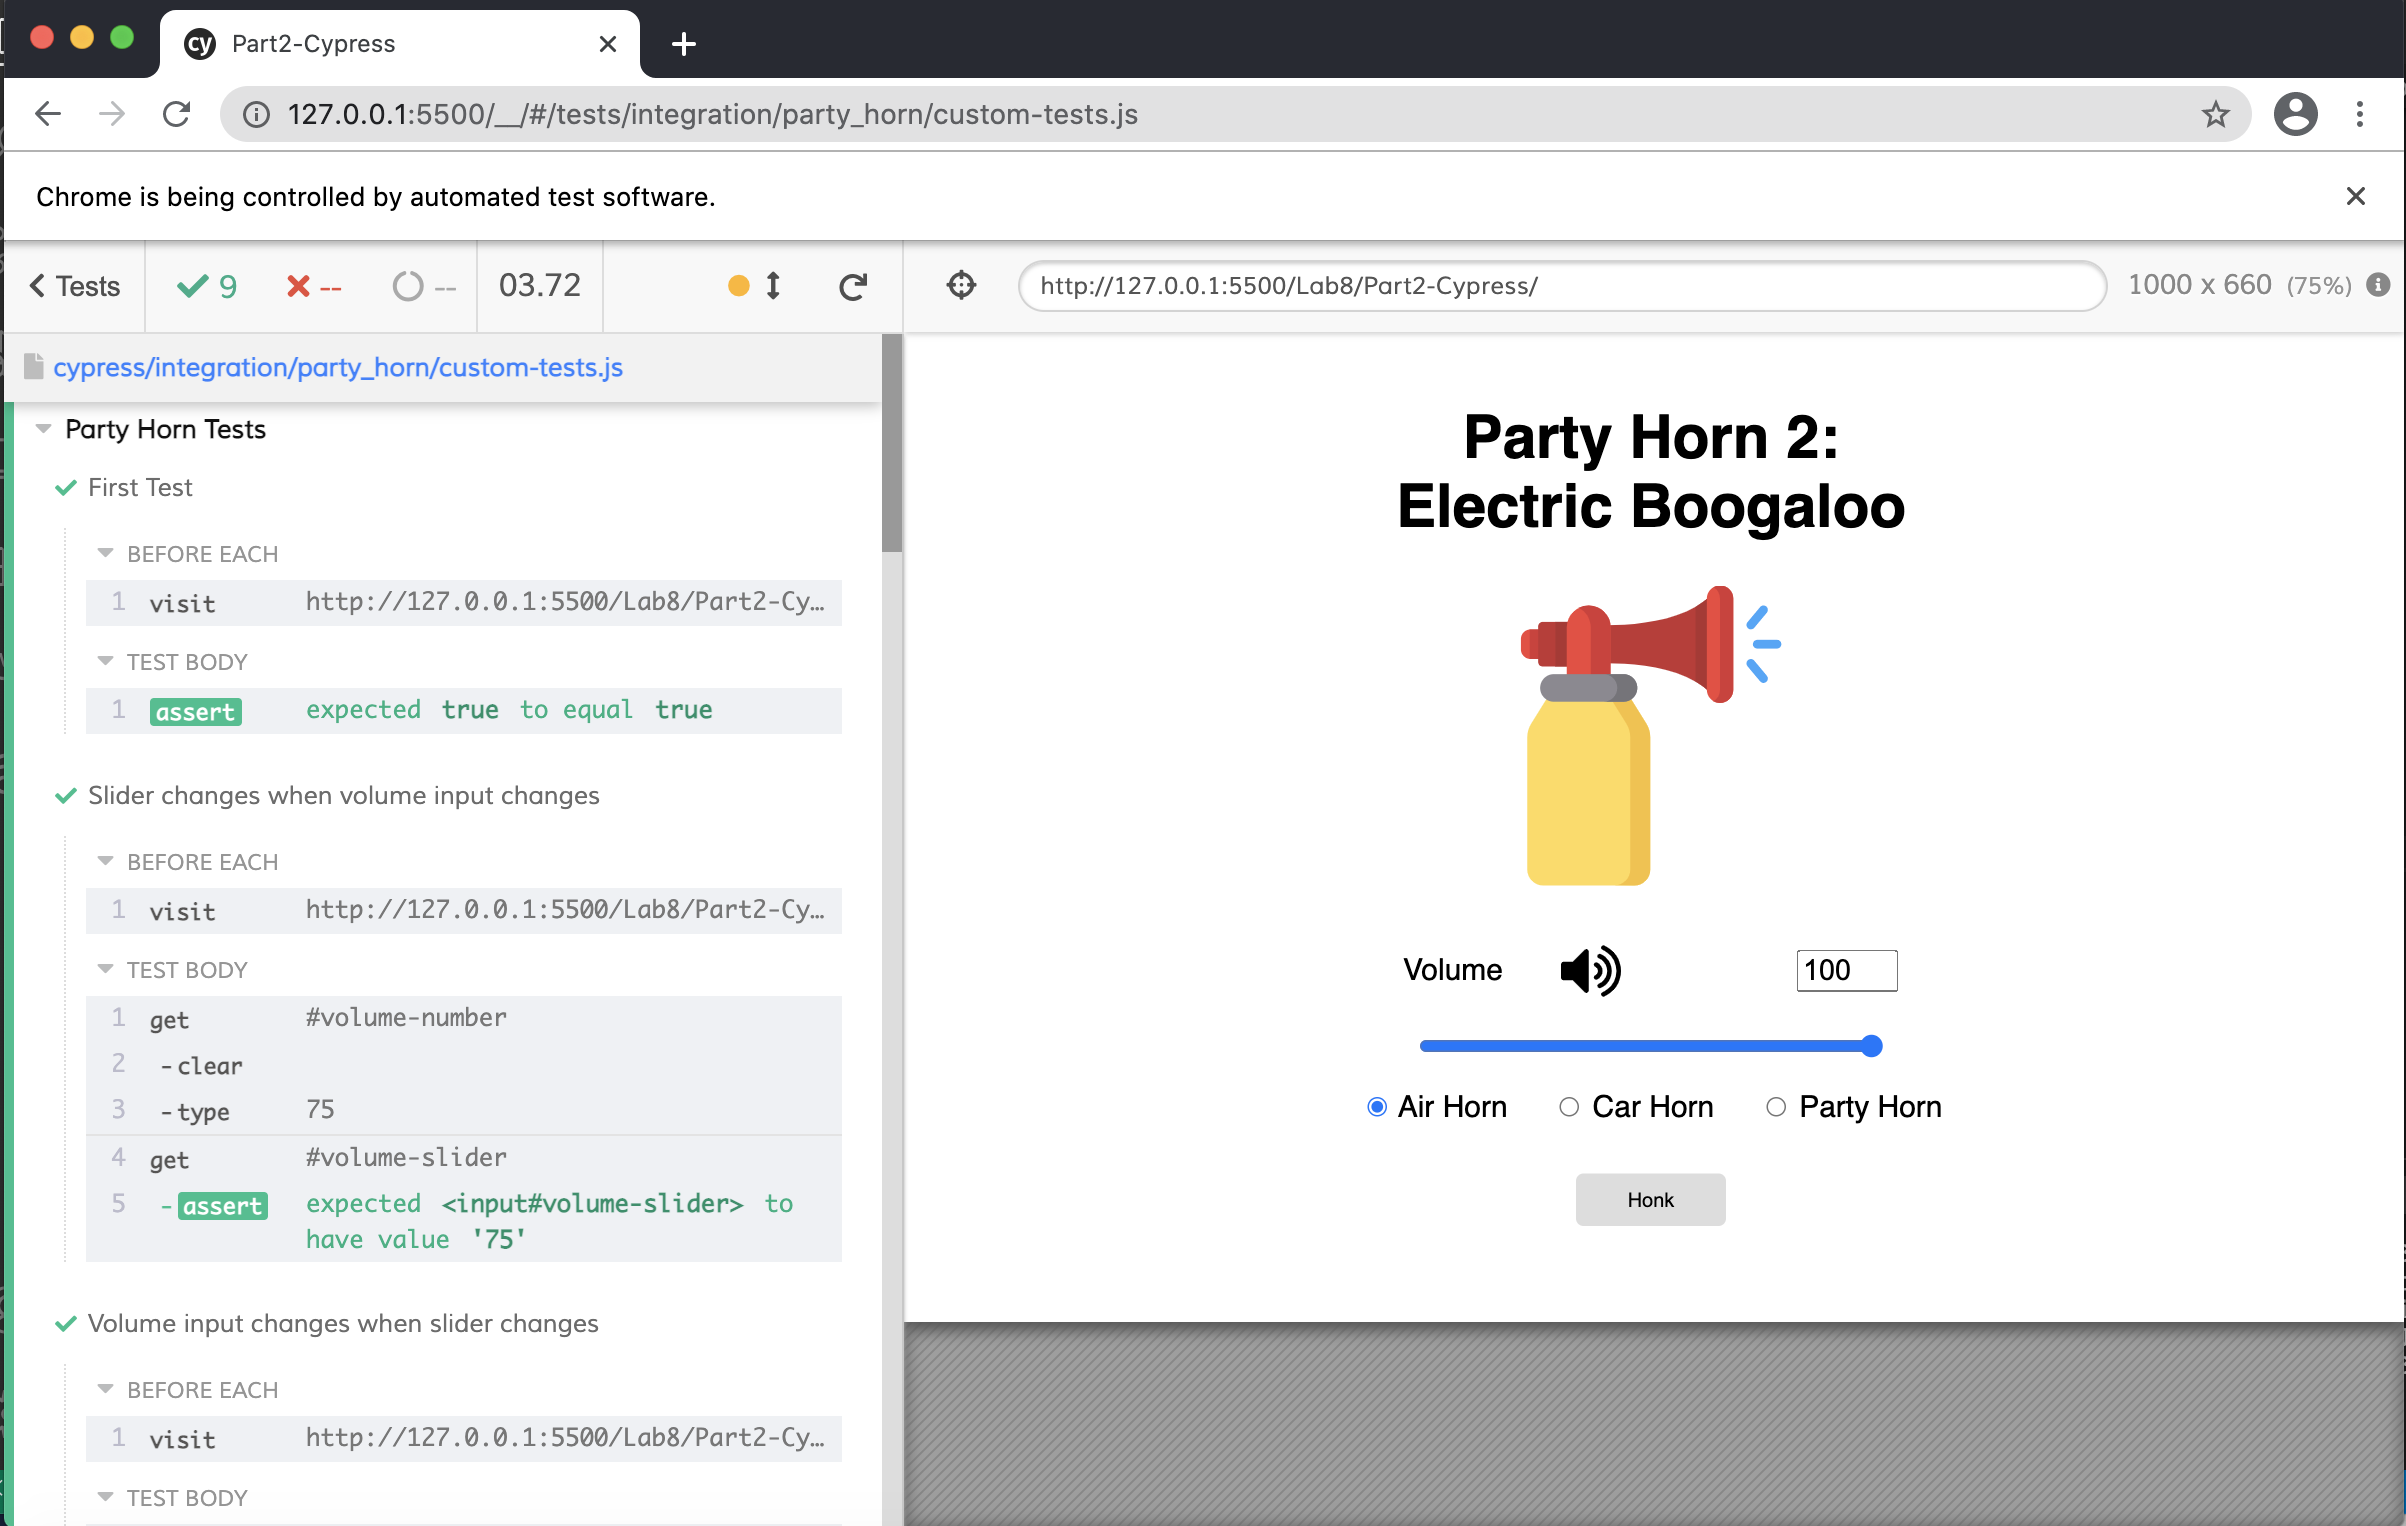 cy Part2-Cypress
127.0.0.1:5500/__/#/tests/integration/party_horn/custom-tests.js
Chrome is being controlled by automated test software.
Tests 9 -- -- 03.72
http://127.0.0.1:5500/Lab8/Part2-Cypress/ 1000 x 660 (75%)
cypress/integration/party_horn/custom-tests.js
Party Horn Tests
First Test
BEFORE EACH
1 visit http://127.0.0.1:5500/Lab8/Part2-Cy…
TEST BODY
1 assert expected true to equal true
Slider changes when volume input changes
BEFORE EACH
1 visit http://127.0.0.1:5500/Lab8/Part2-Cy…
TEST BODY
1 get #volume-number
2 -clear
3 -type 75
4 get #volume-slider
5 -assert expected <input#volume-slider> to
have value '75'
Volume input changes when slider changes
BEFORE EACH
1 visit http://127.0.0.1:5500/Lab8/Part2-Cy…
TEST BODY
Party Horn 2:
Electric Boogaloo
Volume 100
Air Horn Car Horn Party Horn
Honk